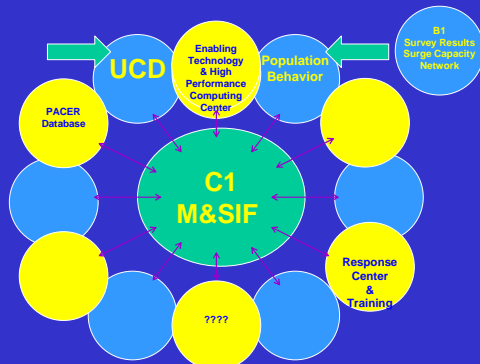 UCD
Enabling
Technology
& High
Performance
Computing
Center
Population
Behavior
B1
Survey Results
Surge Capacity
Network
PACER
Database
C1
M&SIF
Response
Center
&
Training
????